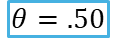 θ = .50